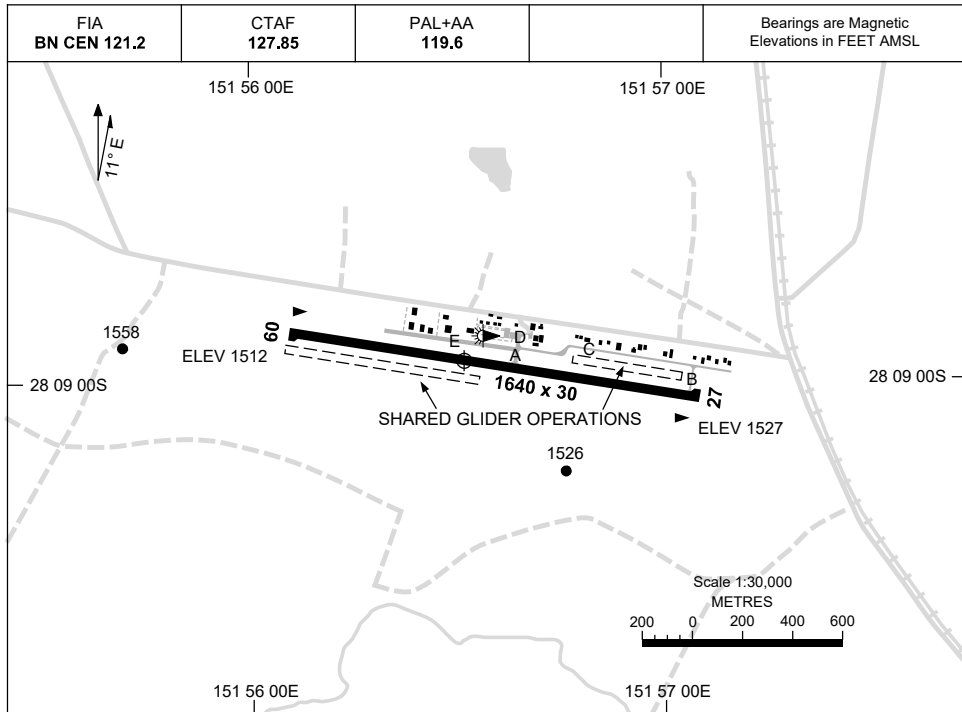 FIA
BN CEN 121.2
CTAF
127.85
PAL+AA
119.6
Bearings are Magnetic
Elevations in FEET AMSL
151 56 00E
151 57 00E
11° E
1558
09
ELEV 1512
E
D
A
C
B
28 09 00S
28 09 00S
1640 x 30
27
SHARED GLIDER OPERATIONS
ELEV 1527
1526
Scale 1:30,000
METRES
200 0 200 400 600
151 56 00E
151 57 00E